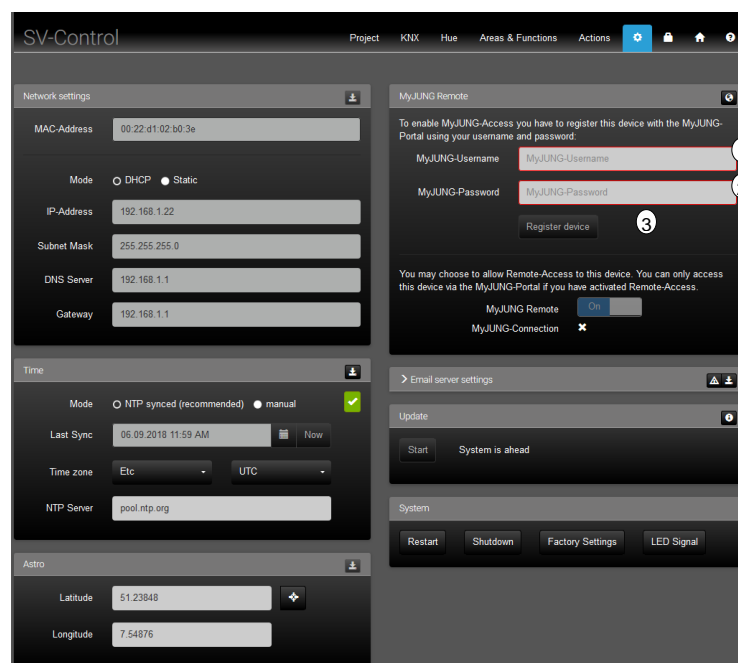 SV-Control
Project KNX Hue Areas & Functions Actions
Network settings
MAC-Address 00:22:d1:02:b0:3e
Mode DHCP Static
IP-Address 192.168.1.22
Subnet Mask 255.255.255.0
DNS Server 192.168.1.1
Gateway 192.168.1.1
Time
Mode NTP synced (recommended) manual
Last Sync 06.09.2018 11:59 AM Now
Time zone Etc UTC
NTP Server pool.ntp.org
Astro
Latitude 51.23848
Longitude 7.54876
MyJUNG Remote
To enable MyJUNG-Access you have to register this device with the MyJUNG-
Portal using your username and password:
MyJUNG-Username MyJUNG-Username
MyJUNG-Password MyJUNG-Password
Register device 3
You may choose to allow Remote-Access to this device. You can only access
this device via the MyJUNG-Portal if you have activated Remote-Access.
MyJUNG Remote On
MyJUNG-Connection
Email server settings
Update
Start System is ahead
System
Restart Shutdown Factory Settings LED Signal